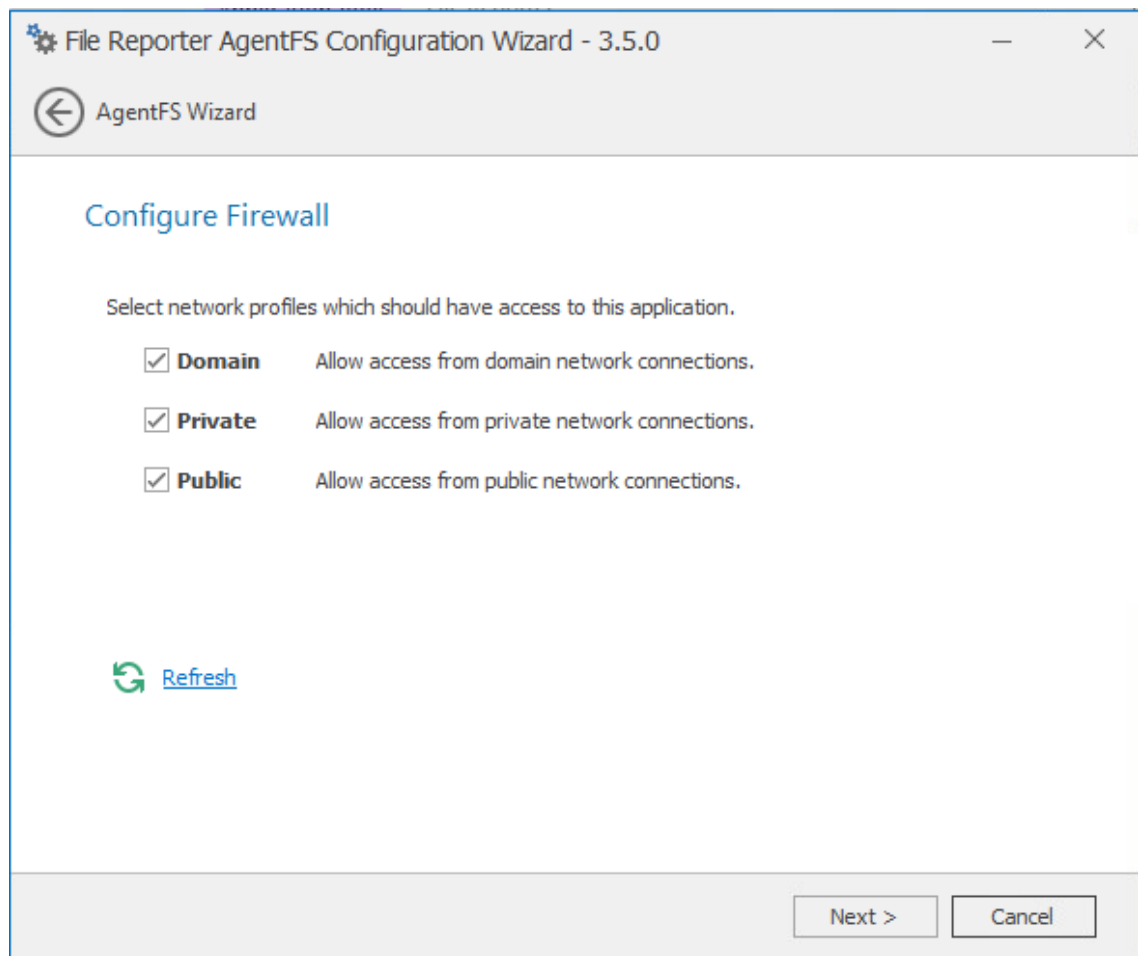 File Reporter AgentFS Configuration Wizard - 3.5.0
AgentFS Wizard
Configure Firewall
Select network profiles which should have access to this application.
Domain Allow access from domain network connections.
Private Allow access from private network connections.
Public Allow access from public network connections.
Refresh
Next > Cancel